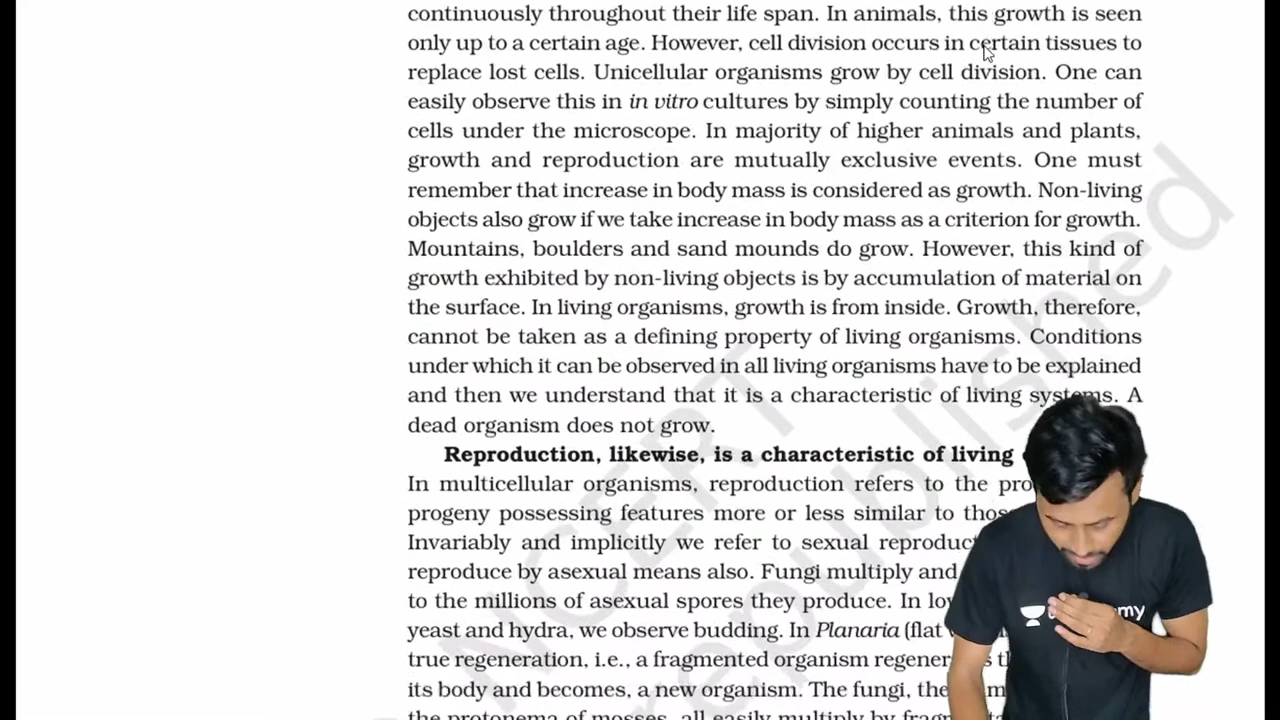 continuously throughout their life span. In animals, this growth is seen
only up to a certain age. However, cell division occurs in certain tissues to
replace lost cells. Unicellular organisms grow by cell division. One can
easily observe this in in vitro cultures by simply counting the number of
cells under the microscope. In majority of higher animals and plants,
growth and reproduction are mutually exclusive events. One must
remember that increase in body mass is considered as growth. Non-living
objects also grow if we take increase in body mass as a criterion for growth.
Mountains, boulders and sand mounds do grow. However, this kind of
growth exhibited by non-living objects is by accumulation of material on
the surface. In living organisms, growth is from inside. Growth, therefore,
cannot be taken as a defining property of living organisms. Conditions
under which it can be observed in all living organisms have to be explained
and then we understand that it is a characteristic of living systems. A
dead organism does not grow.
Reproduction, likewise, is a characteristic of living
In multicellular organisms, reproduction refers to the
progeny possessing features more or less similar to
Invariably and implicitly we refer to sexual
reproduce by asexual means also. Fungi multiply and
to the millions of asexual spores they produce. In
yeast and hydra, we observe budding. In Planaria (flat
true regeneration, i.e., a fragmented organism
its body and becomes, a new organism. The fungi, the
the protonema of mosses, all easily multiply by
NCERT
republished